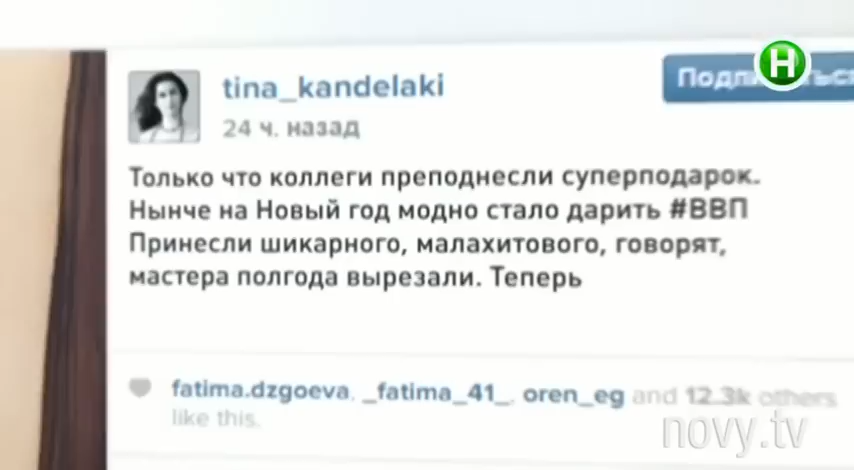 tina_kandelaki
24 ч. назад
Н
Только что коллеги преподнесли суперподарок.
Нынче на Новый год модно стало дарить #ВВП
Принесли шикарного, малахитового, говорят,
мастера полгода вырезали. Теперь
fatima.dzgoeva, _fatima_41_, oren_eg and 12.3k others
like this.
novy.tv